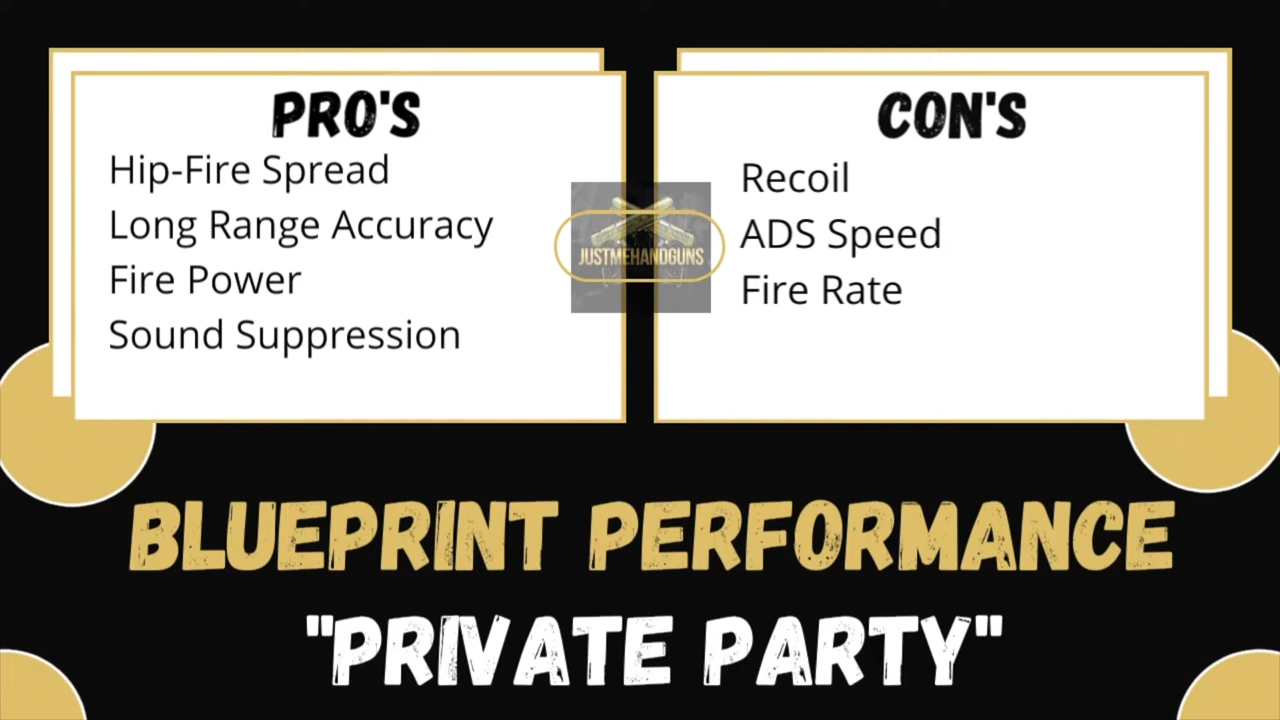 PRO'S
Hip-Fire Spread
Long Range Accuracy
Fire Power
Sound Suppression
JUSTMEHANDGUNS
CON'S
Recoil
ADS Speed
Fire Rate
BLUEPRINT PERFORMANCE
"PRIVATE PARTY"